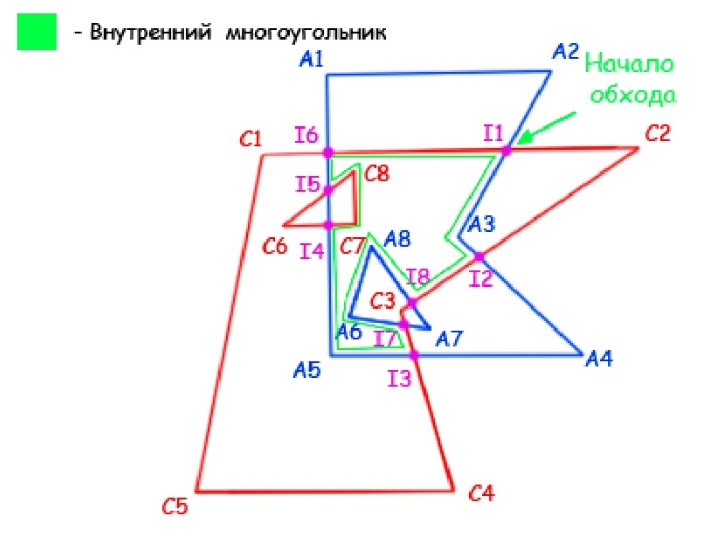 - Внутренний многоугольник
A1
A2
Начало
обхода
C1
I6
I1
C2
I5
C8
A3
C6
I4
C7
A8
I8
I2
C3
A6
I7
A7
A5
I3
A4
C5
C4